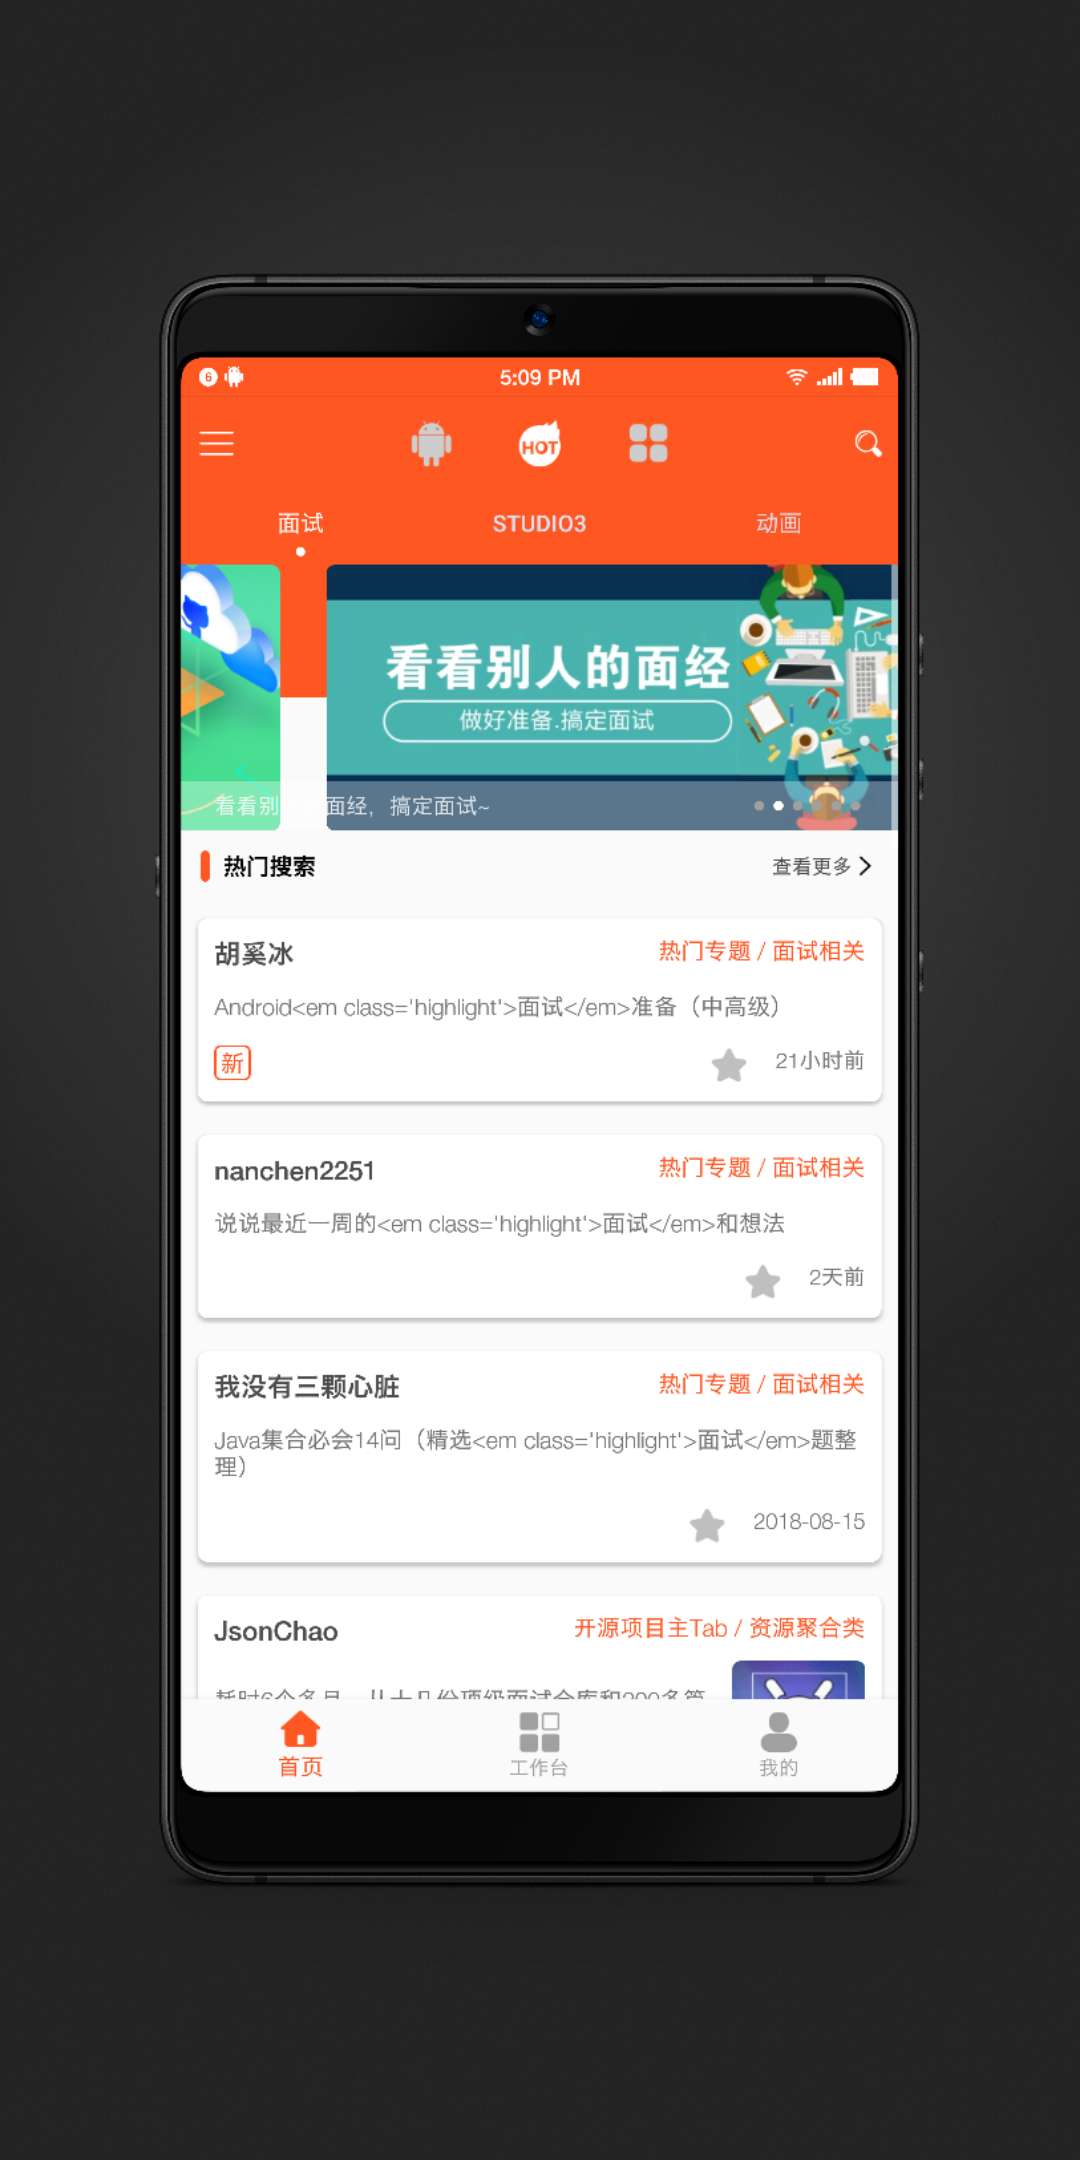 6
5:09 PM
HOT
面试
STUDIO3
动画
看看别人的面经
做好准备.搞定面试
看看别 面经，搞定面试~
热门搜索
查看更多
胡奚冰
热门专题 / 面试相关
Android<em class='highlight'>面试</em>准备（中高级）
新
21小时前
nanchen2251
热门专题 / 面试相关
说说最近一周的<em class='highlight'>面试</em>和想法
2天前
我没有三颗心脏
热门专题 / 面试相关
Java集合必会14问（精选<em class='highlight'>面试</em>题整
理）
2018-08-15
JsonChao
开源项目主Tab / 资源聚合类
首页
工作台
我的